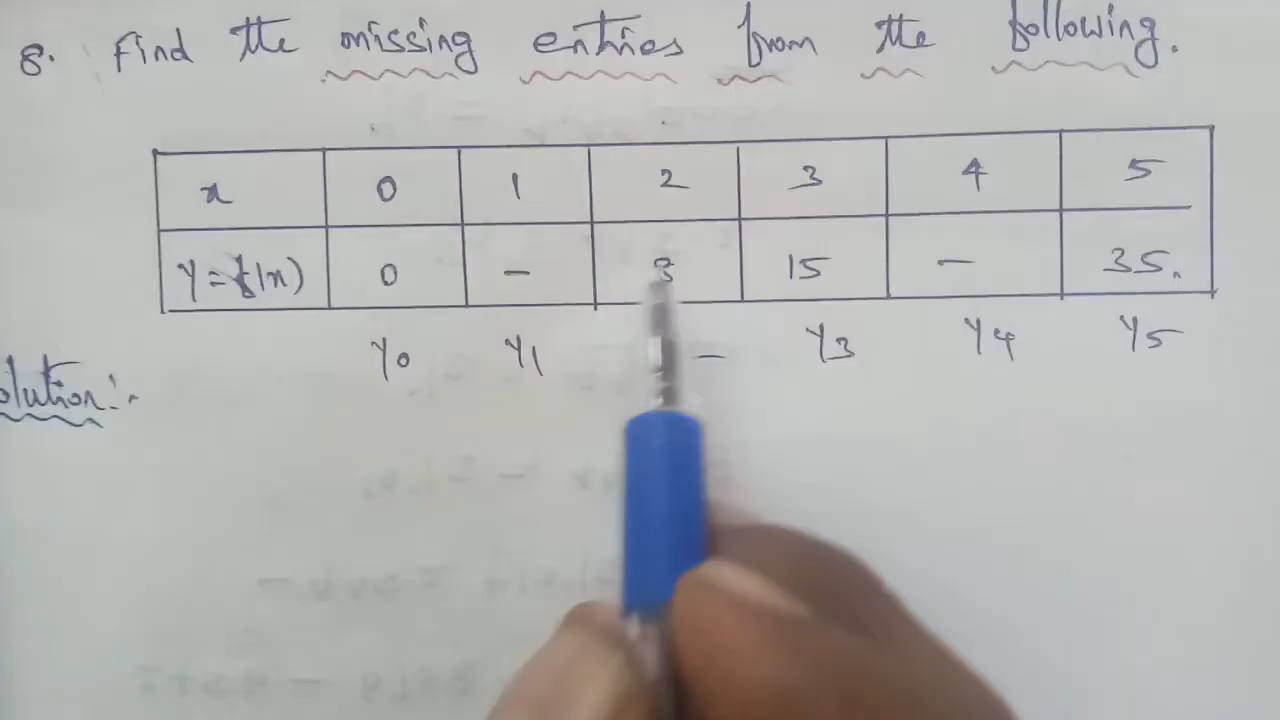 8. Find the missing entries from the following.
x 0 1 2 3 4 5
y = f(x) 0 - 8 15 - 35.
y0 y1 - y3 y4 y5
olution:-